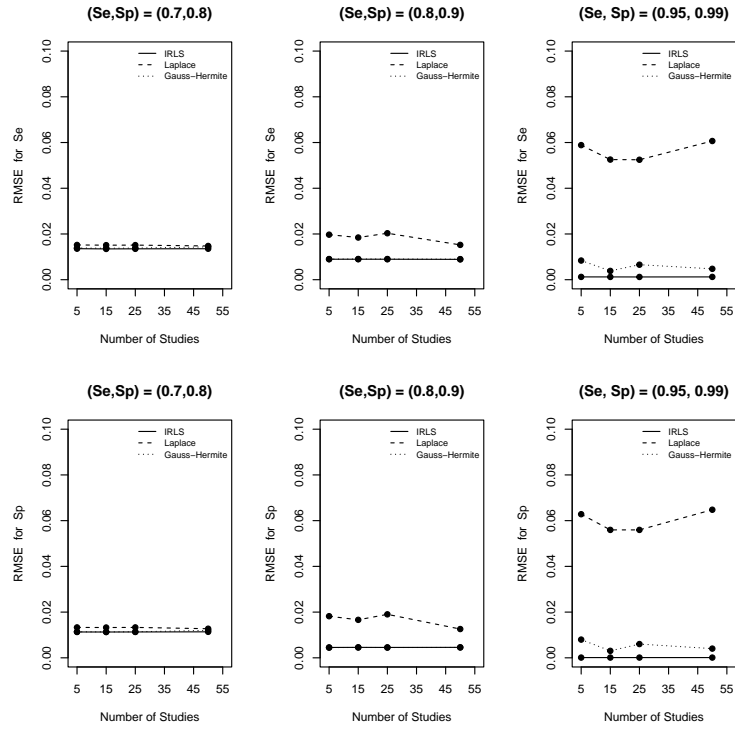 (Se,Sp) = (0.7,0.8)
IRLS
Laplace
Gauss−Hermite
0.10
0.08
0.06
0.04
0.02
0.00
RMSE for Se
5 15 25 35 45 55
Number of Studies
(Se,Sp) = (0.8,0.9)
IRLS
Laplace
Gauss−Hermite
0.10
0.08
0.06
0.04
0.02
0.00
RMSE for Se
5 15 25 35 45 55
Number of Studies
(Se, Sp) = (0.95, 0.99)
IRLS
Laplace
Gauss−Hermite
0.10
0.08
0.06
0.04
0.02
0.00
RMSE for Se
5 15 25 35 45 55
Number of Studies
(Se,Sp) = (0.7,0.8)
IRLS
Laplace
Gauss−Hermite
0.10
0.08
0.06
0.04
0.02
0.00
RMSE for Sp
5 15 25 35 45 55
Number of Studies
(Se,Sp) = (0.8,0.9)
IRLS
Laplace
Gauss−Hermite
0.10
0.08
0.06
0.04
0.02
0.00
RMSE for Sp
5 15 25 35 45 55
Number of Studies
(Se, Sp) = (0.95, 0.99)
IRLS
Laplace
Gauss−Hermite
0.10
0.08
0.06
0.04
0.02
0.00
RMSE for Sp
5 15 25 35 45 55
Number of Studies